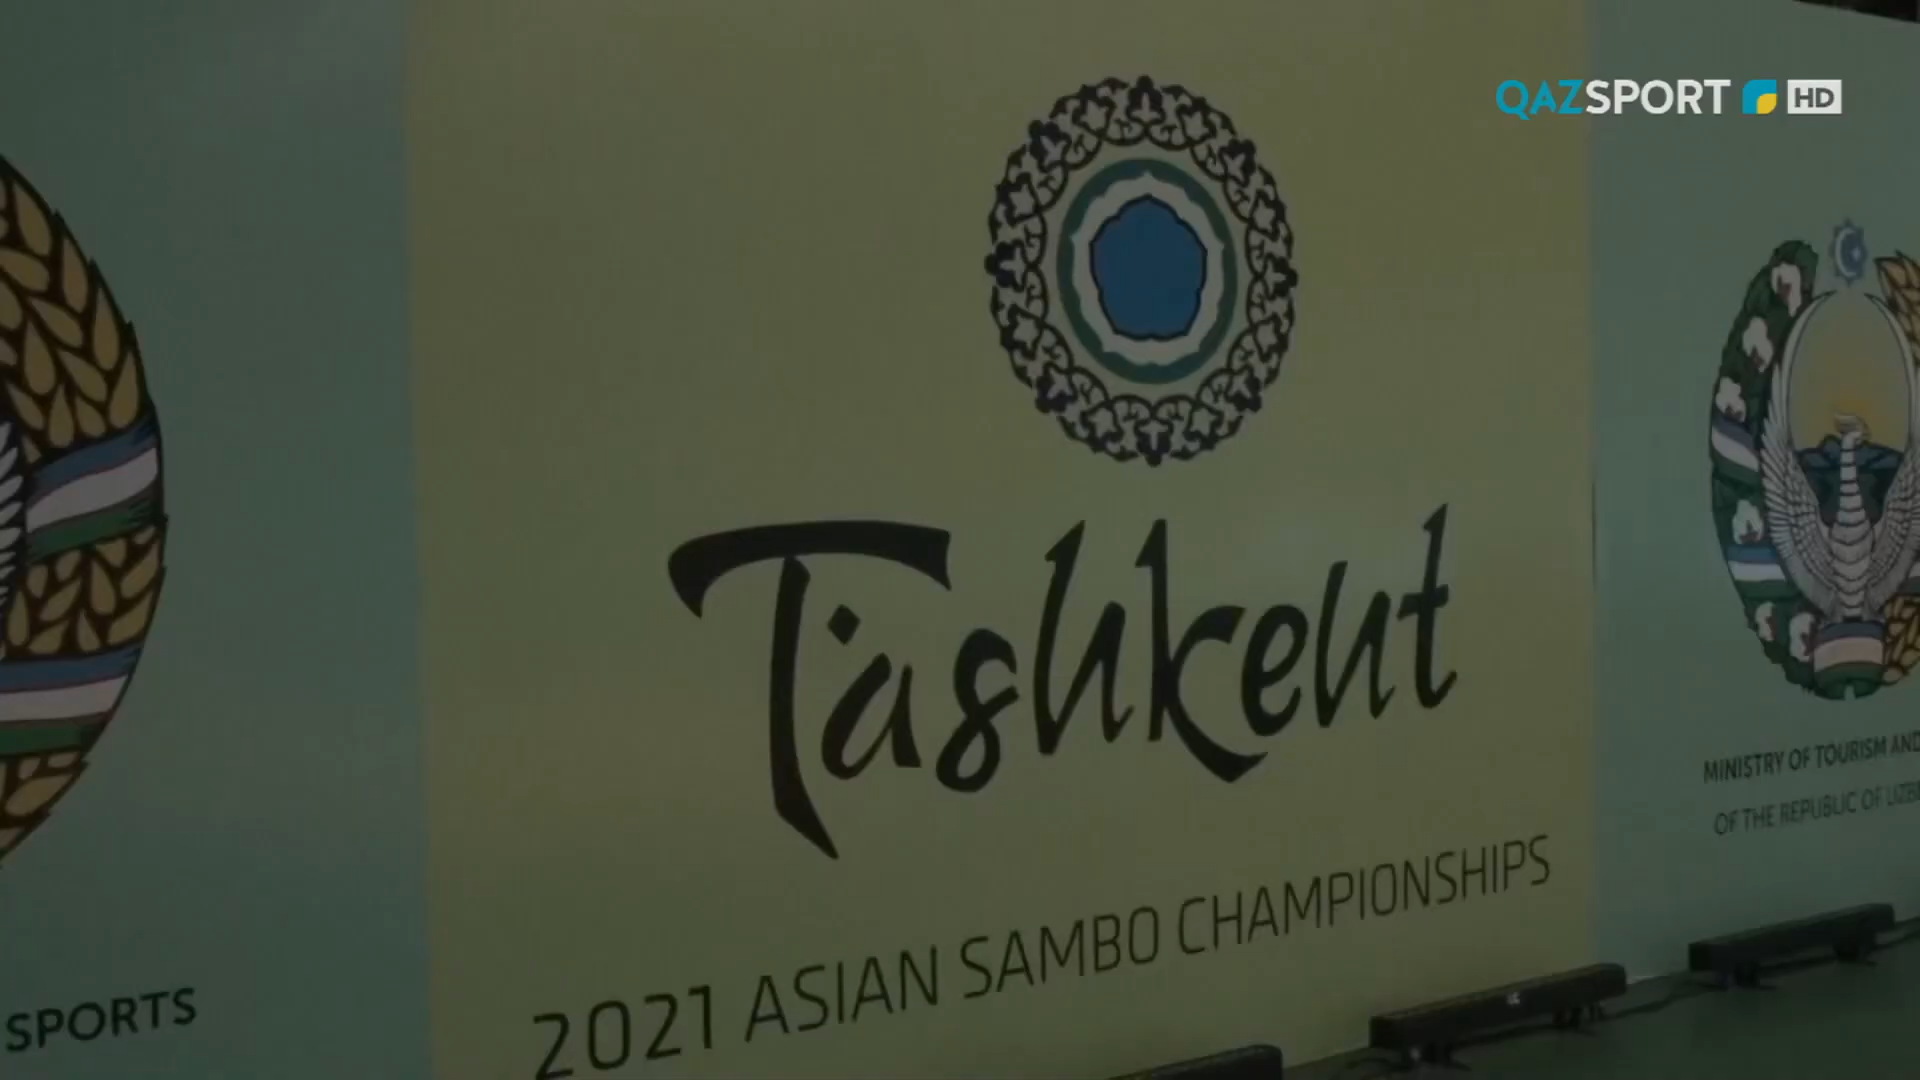 QAZSPORT HD
Tashkent
2021 ASIAN SAMBO CHAMPIONSHIPS
MINISTRY OF TOURISM AND
OF THE REPUBLIC OF
SPORTS